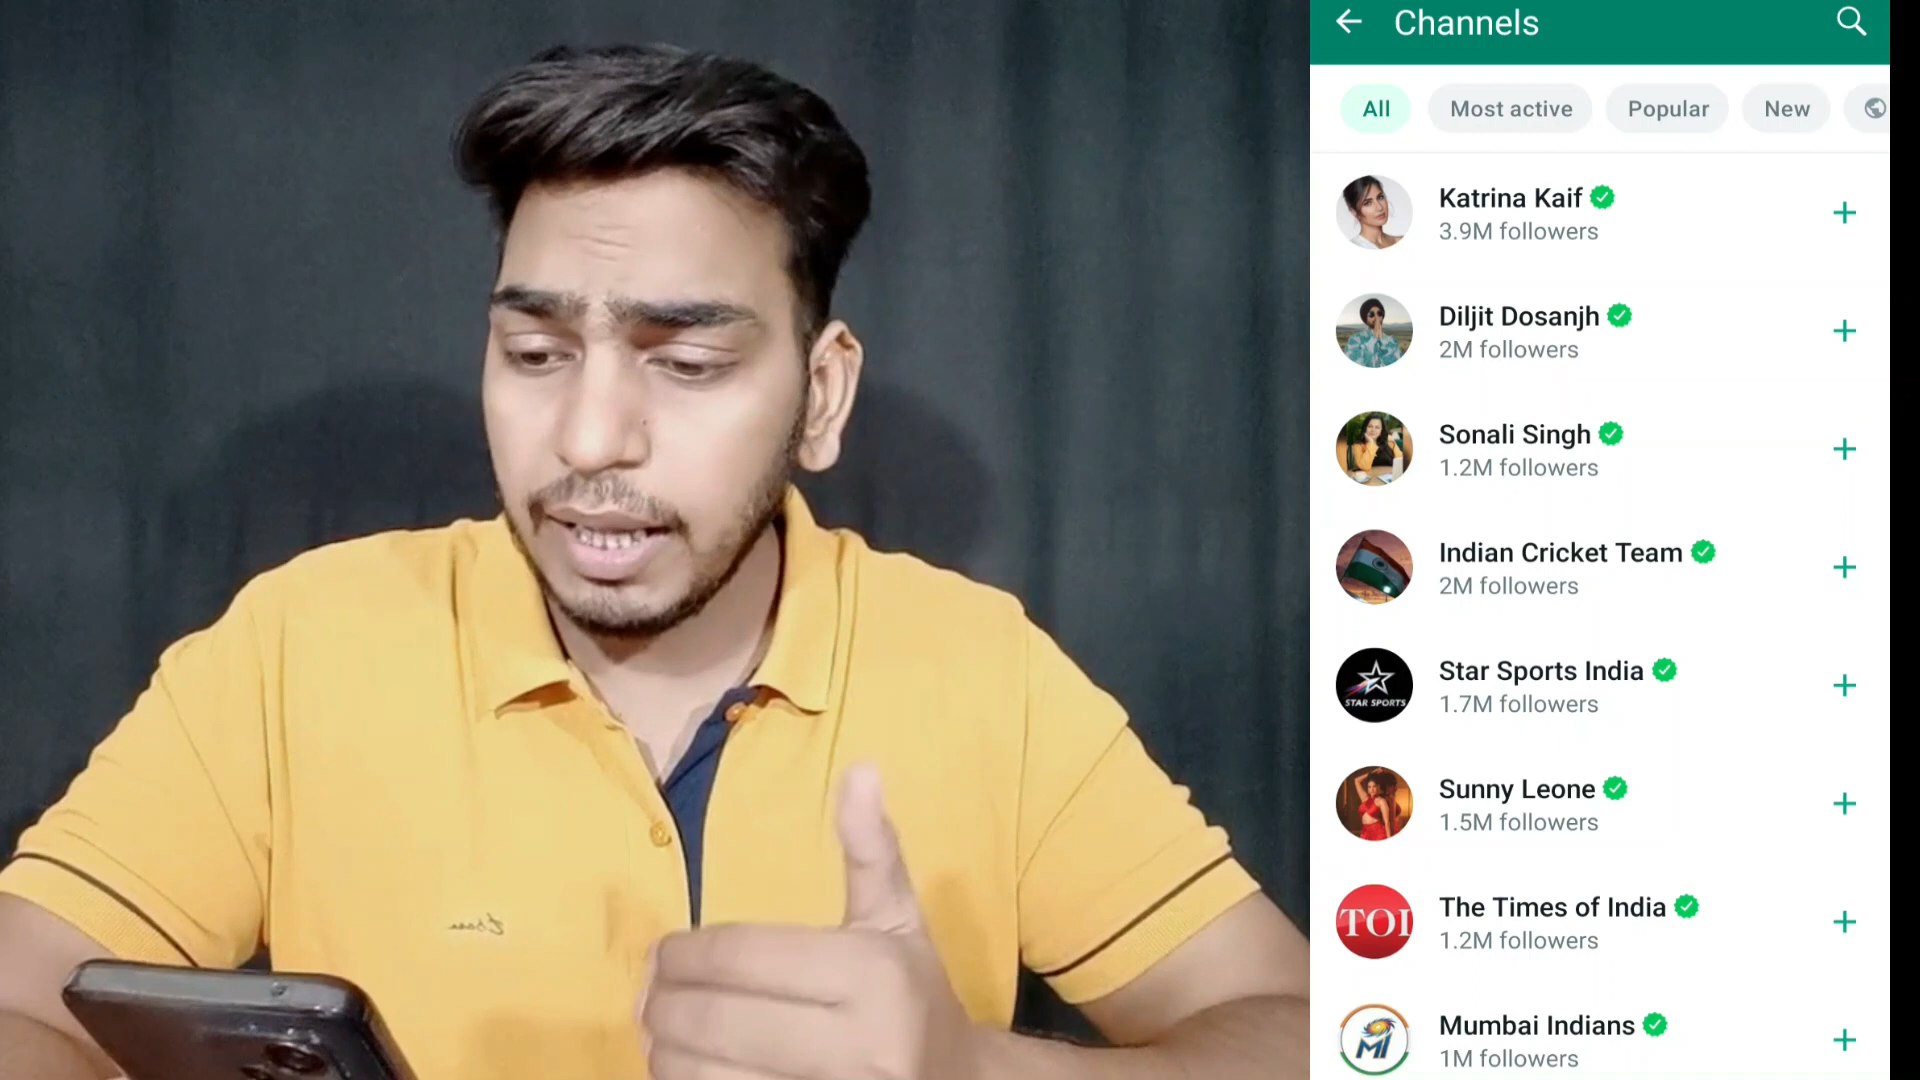 Channels
All
Most active
Popular
New
Katrina Kaif
3.9M followers
Diljit Dosanjh
2M followers
Sonali Singh
1.2M followers
Indian Cricket Team
2M followers
STAR SPORTS
Star Sports India
1.7M followers
Sunny Leone
1.5M followers
TOI
The Times of India
1.2M followers
MI
Mumbai Indians
1M followers